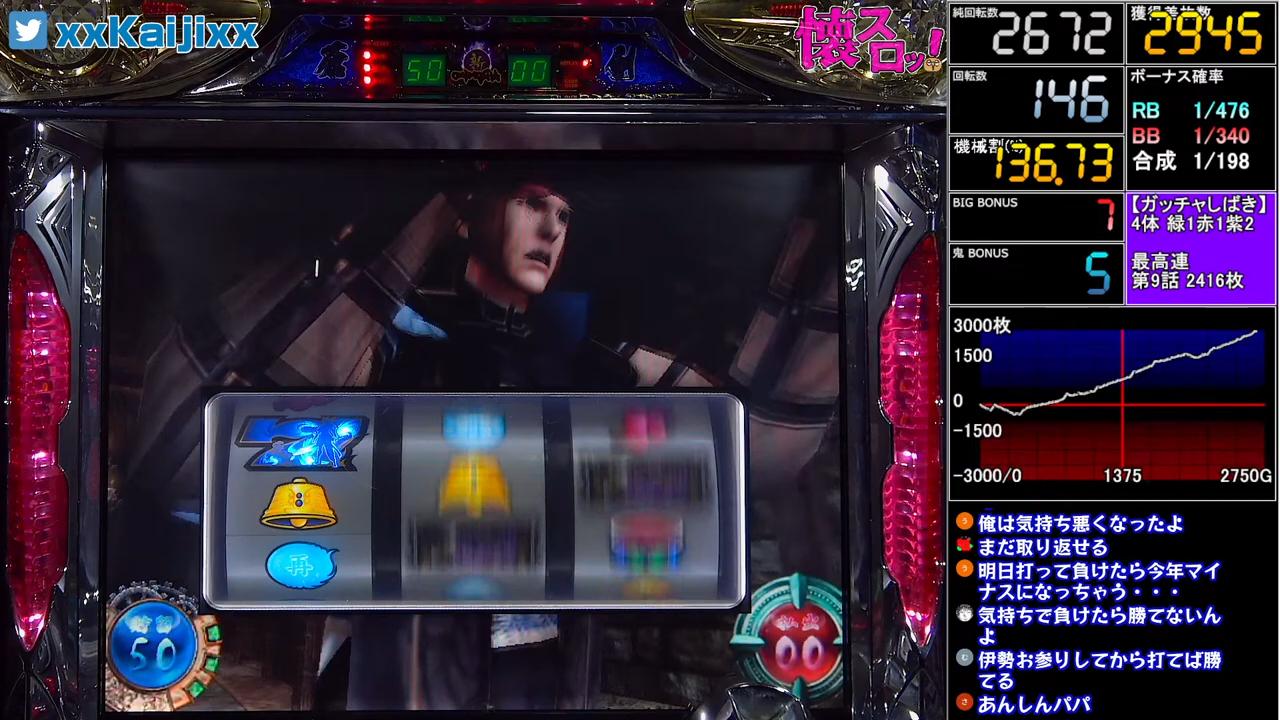 xxKaijixx
懐スロッ!
50
00
再
貯留
50
払出
00
純回転数
2672
獲得差枚数
2945
回転数
146
ボーナス確率
RB 1/476
BB 1/340
合成 1/198
機械割(%)
136.73
BIG BONUS
7
鬼 BONUS
5
【ガッチャしばき】
4体 緑1赤1紫2
最高連
第9話 2416枚
3000枚
1500
0
-1500
-3000/0
1375
2750G
俺は気持ち悪くなったよ
まだ取り返せる
明日打って負けたら今年マイ
ナスになっちゃう・・・
気持ちで負けたら勝てないん
よ
伊勢お参りしてから打てば勝
てる
あんしんパパ